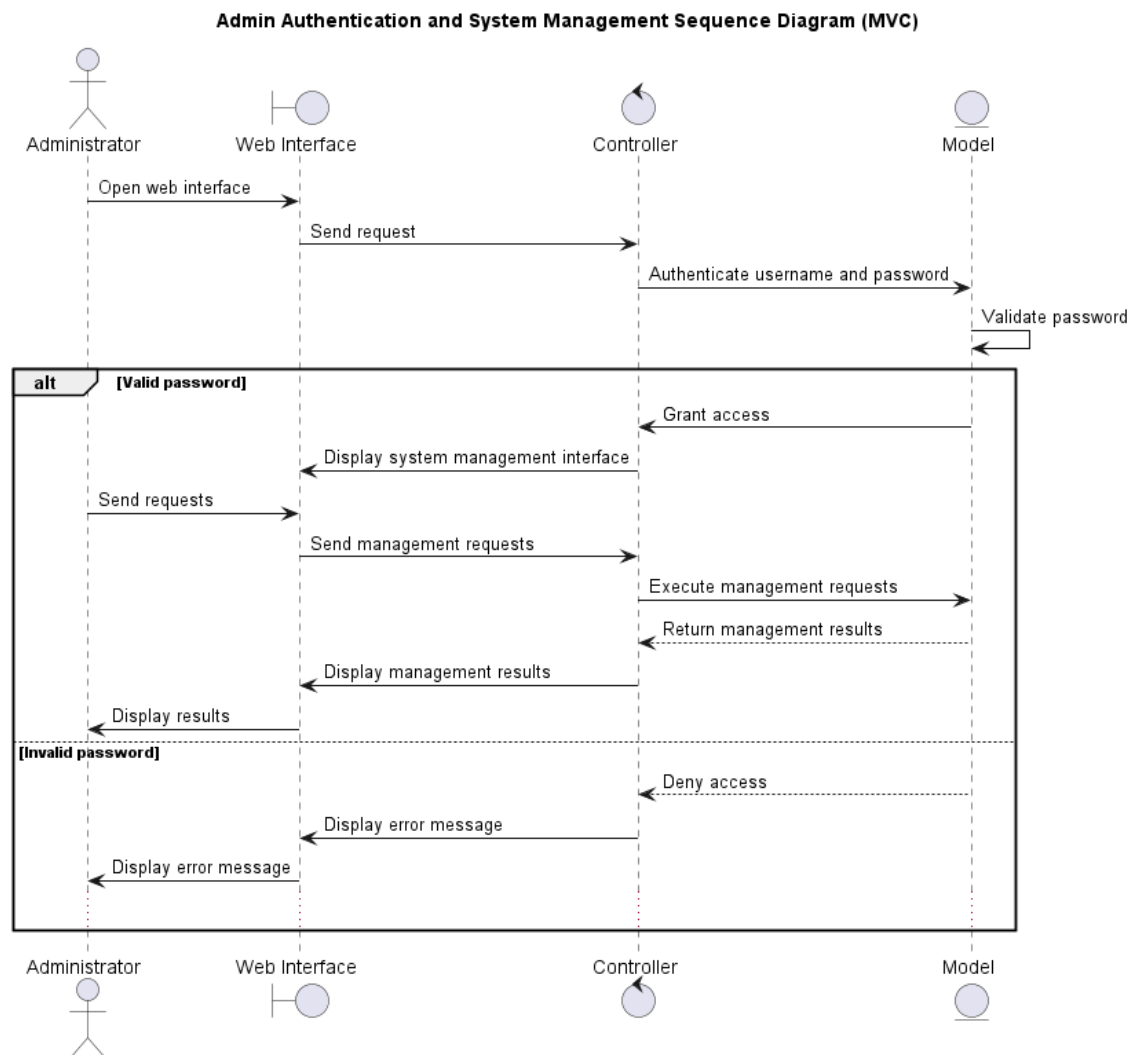 Admin Authentication and System Management Sequence Diagram (MVC)
Administrator
Web Interface
Controller
Model
Open web interface
Send request
Authenticate username and password
Validate password
alt
[Valid password]
Grant access
Display system management interface
Send requests
Send management requests
Execute management requests
Return management results
Display management results
Display results
[Invalid password]
Deny access
Display error message
Display error message
Administrator
Web Interface
Controller
Model